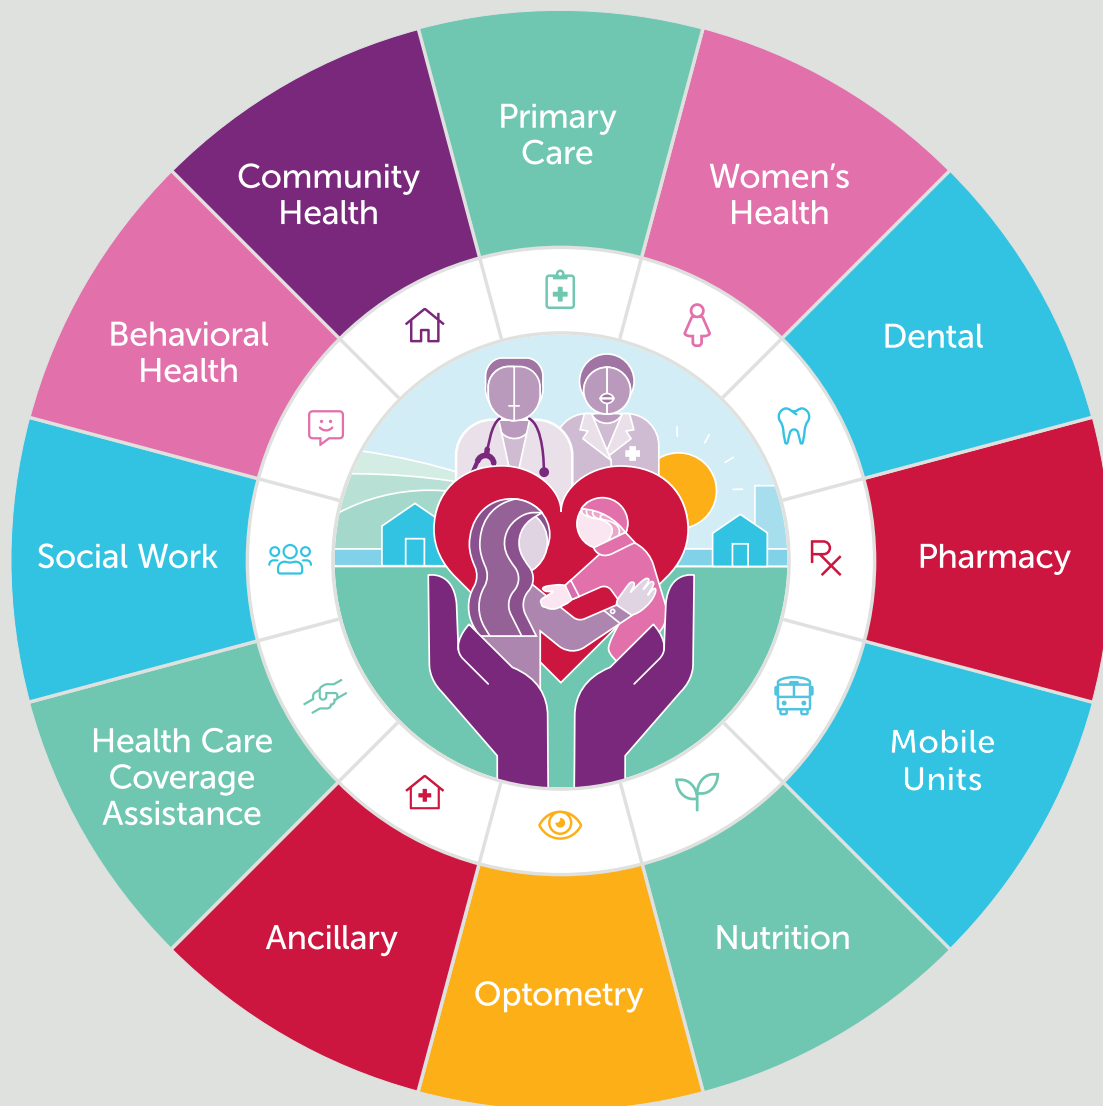 Primary
Care
Women's
Health
Dental
Pharmacy
Mobile
Units
Nutrition
Optometry
Ancillary
Health Care
Coverage
Assistance
Social Work
Behavioral
Health
Community
Health
Rx